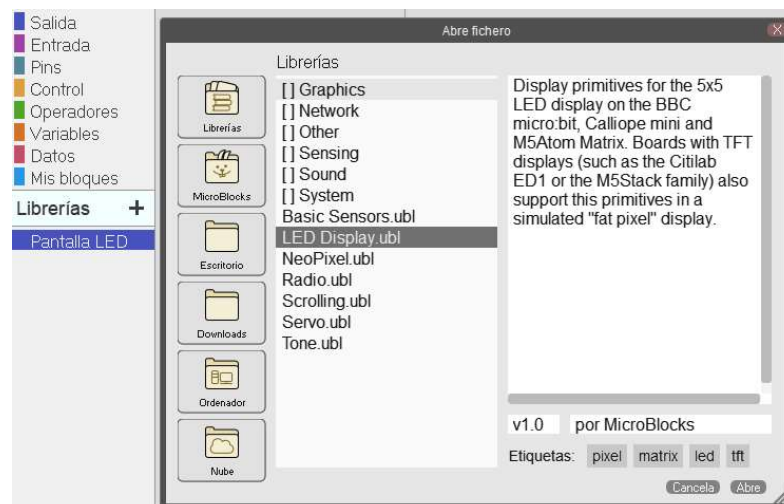 Salida
Entrada
Pins
Control
Operadores
Variables
Datos
Mis bloques
Librerías +
Pantalla LED
Abre fichero
Librerías
MicroBlocks
Escritorio
Downloads
Ordenador
Nube
Librerías
[ ] Graphics
[ ] Network
[ ] Other
[ ] Sensing
[ ] Sound
[ ] System
Basic Sensors.ubl
LED Display.ubl
NeoPixel.ubl
Radio.ubl
Scrolling.ubl
Servo.ubl
Tone.ubl
Display primitives for the 5x5
LED display on the BBC
micro:bit, Calliope mini and
M5Atom Matrix. Boards with TFT
displays (such as the Citilab
ED1 or the M5Stack family) also
support this primitives in a
simulated "fat pixel" display.
v1.0 por MicroBlocks
Etiquetas: pixel matrix led tft
Cancela Abre